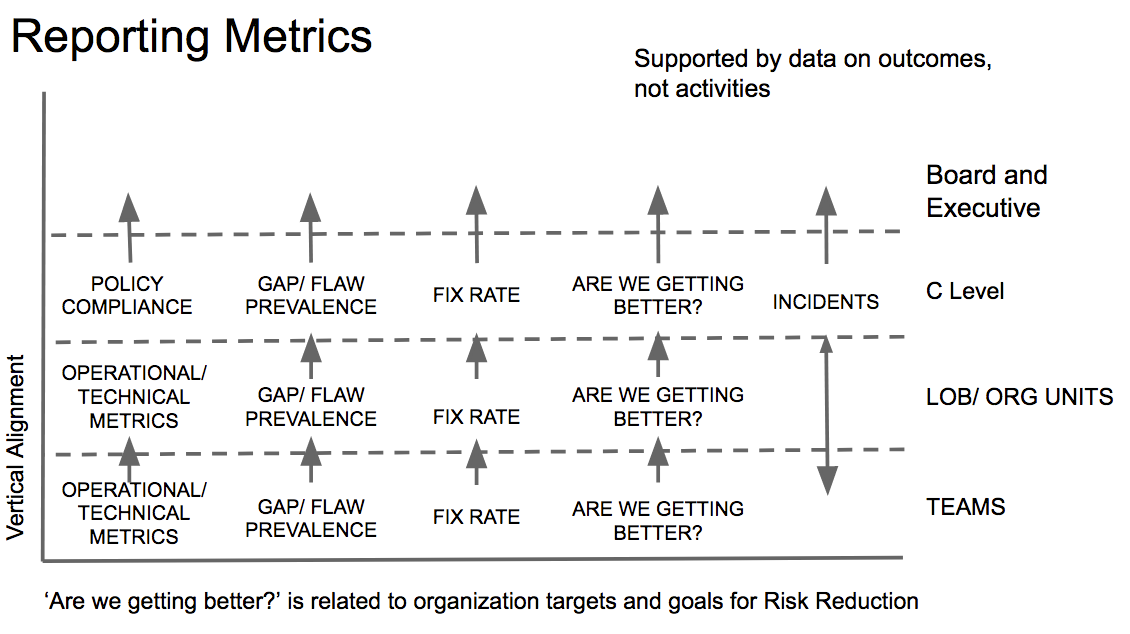 Reporting Metrics
Supported by data on outcomes,
not activities
Board and
Executive
POLICY
COMPLIANCE
GAP/ FLAW
PREVALENCE
FIX RATE
ARE WE GETTING
BETTER?
INCIDENTS
C Level
OPERATIONAL/
TECHNICAL
METRICS
GAP/ FLAW
PREVALENCE
FIX RATE
ARE WE GETTING
BETTER?
LOB/ ORG UNITS
OPERATIONAL/
TECHNICAL
METRICS
GAP/ FLAW
PREVALENCE
FIX RATE
ARE WE GETTING
BETTER?
TEAMS
Vertical Alignment
‘Are we getting better?’ is related to organization targets and goals for Risk Reduction